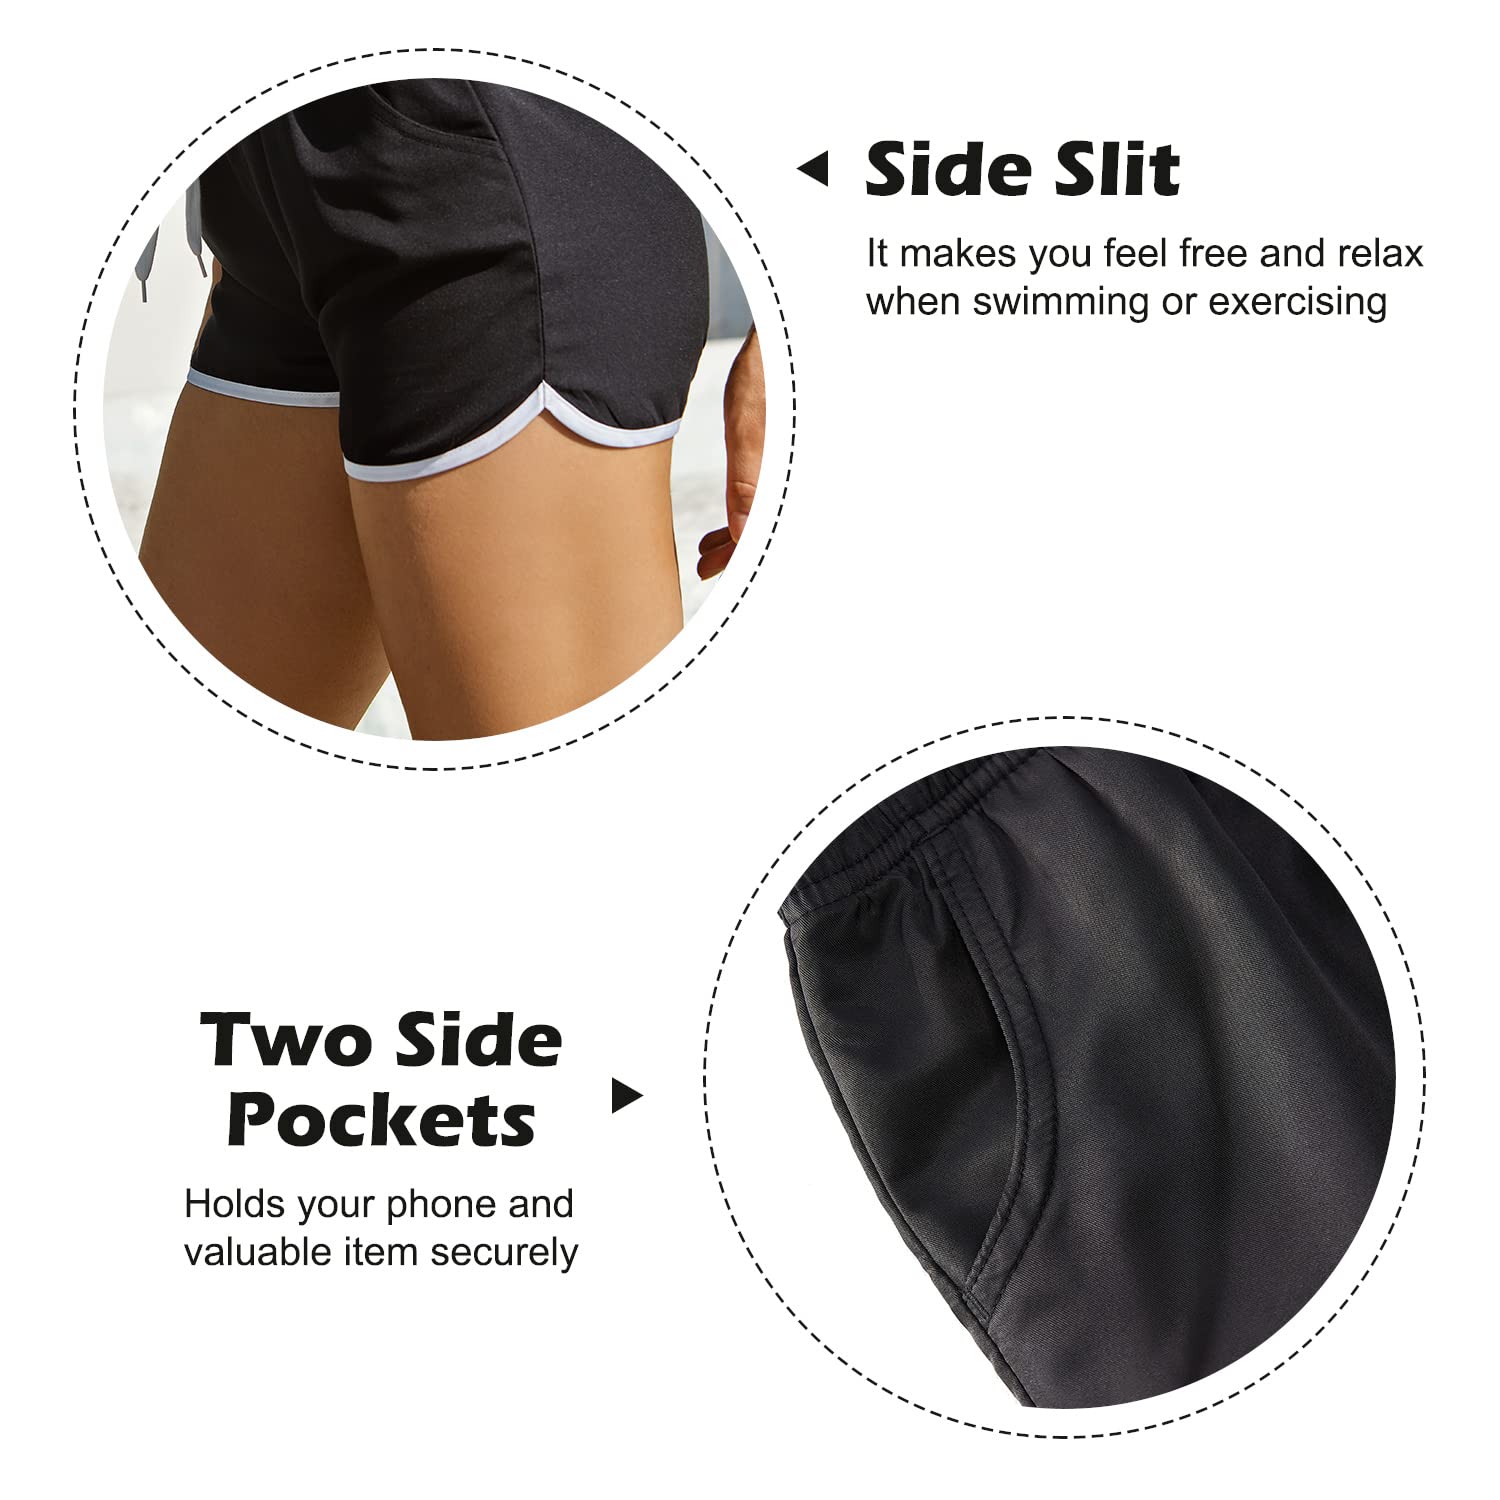 Side Slit
It makes you feel free and relax
when swimming or exercising
Two Side
Pockets
Holds your phone and
valuable item securely